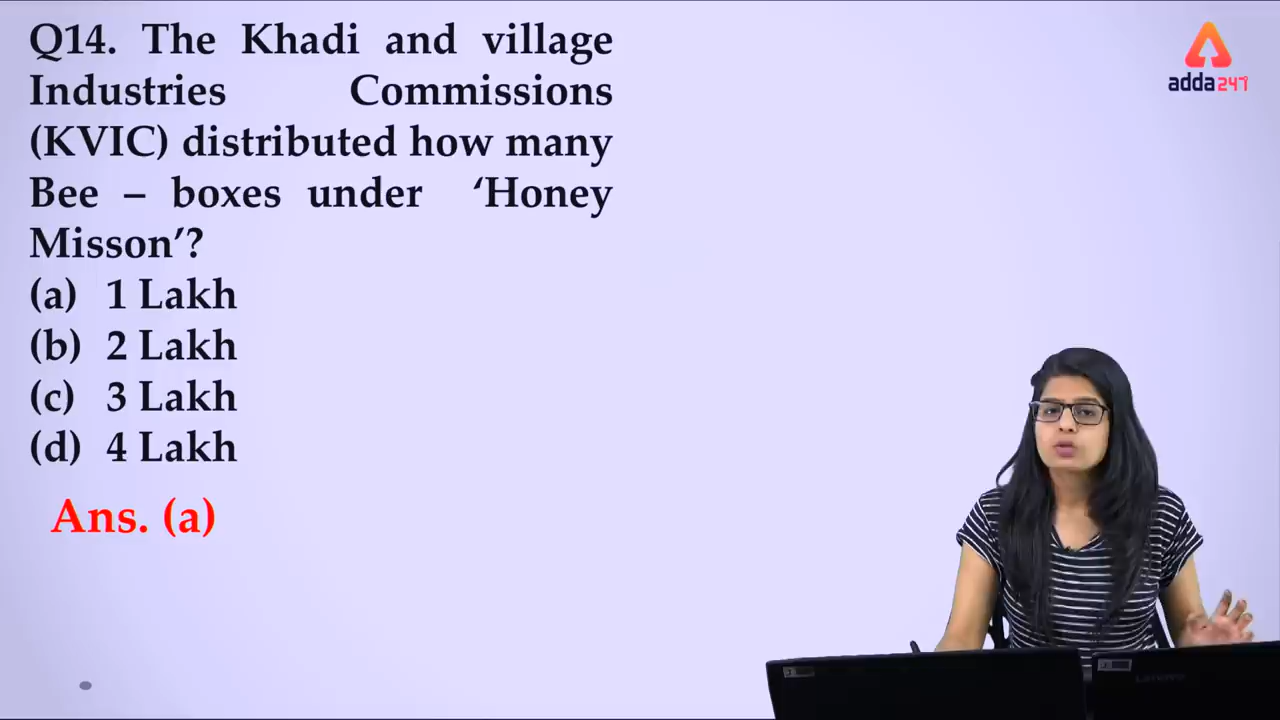 Q14. The Khadi and village
Industries Commissions
(KVIC) distributed how many
Bee – boxes under ‘Honey
Misson’?
(a) 1 Lakh
(b) 2 Lakh
(c) 3 Lakh
(d) 4 Lakh
Ans. (a)
adda247
Lenovo